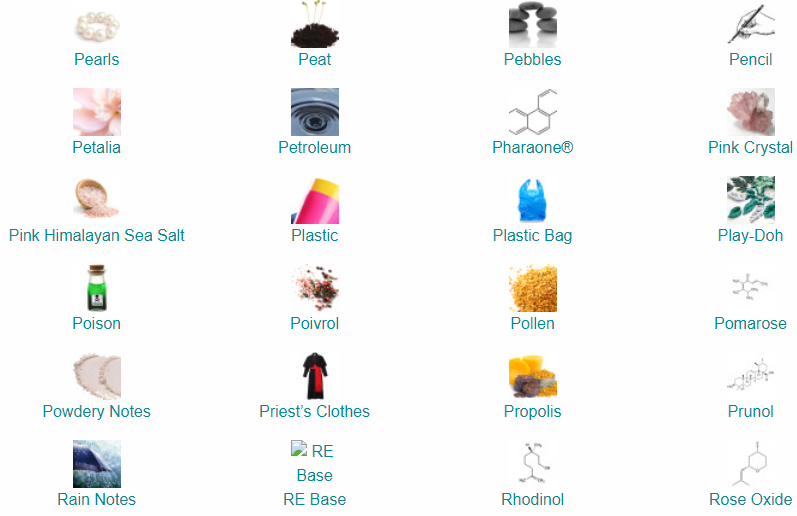 Pearls Peat Pebbles Pencil
Petalia Petroleum Pharaone® Pink Crystal
Pink Himalayan Sea Salt Plastic Plastic Bag Play-Doh
Poison Poivrol Pollen Pomarose
Powdery Notes Priest's Clothes Propolis Prunol
RE
Base
Rain Notes RE Base Rhodinol Rose Oxide